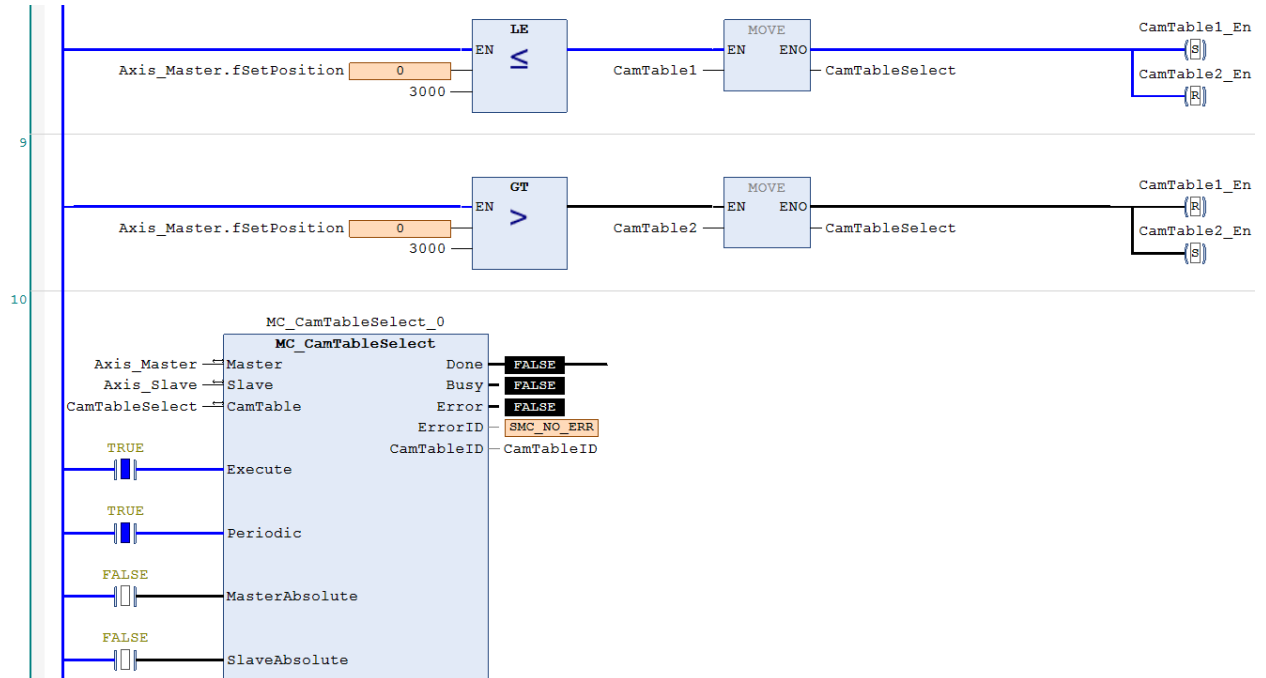 LE
MOVE
CamTable1_En
EN
EN ENO
S
Axis_Master.fSetPosition 0
≤
CamTable1
CamTableSelect
CamTable2_En
3000
R
9
GT
MOVE
CamTable1_En
EN
EN ENO
R
Axis_Master.fSetPosition 0
>
CamTable2
CamTableSelect
CamTable2_En
3000
S
10
MC_CamTableSelect_0
MC_CamTableSelect
Axis_Master Master Done FALSE
Axis_Slave Slave Busy FALSE
CamTableSelect CamTable Error FALSE
ErrorID SMC_NO_ERR
CamTableID CamTableID
TRUE
Execute
TRUE
Periodic
FALSE
MasterAbsolute
FALSE
SlaveAbsolute